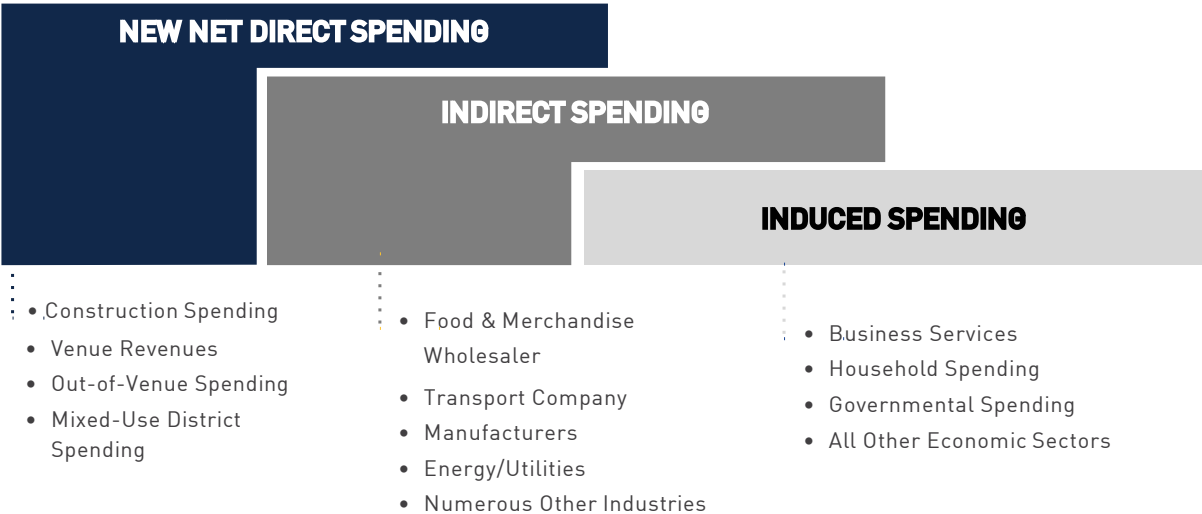 NEW NET DIRECT SPENDING
INDIRECT SPENDING
INDUCED SPENDING
• Construction Spending
• Venue Revenues
• Out-of-Venue Spending
• Mixed-Use District
Spending
• Food & Merchandise
Wholesaler
• Transport Company
• Manufacturers
• Energy/Utilities
• Numerous Other Industries
• Business Services
• Household Spending
• Governmental Spending
• All Other Economic Sectors